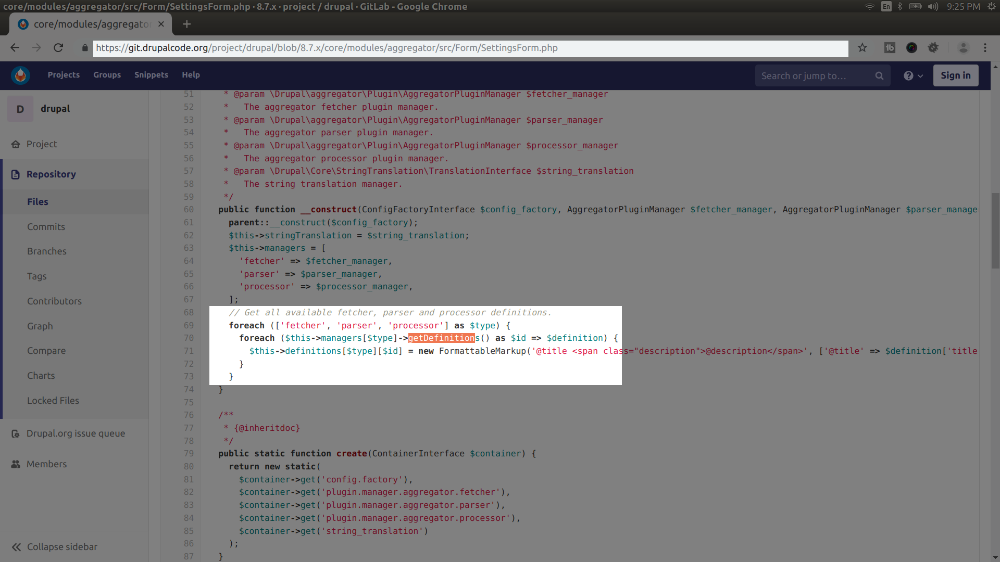 core/modules/aggregator/src/Form/SettingsForm.php · 8.7.x · project / drupal · GitLab - Google Chrome
En
9:25 PM
core/modules/aggregato
https://git.drupalcode.org/project/drupal/blob/8.7.x/core/modules/aggregator/src/Form/SettingsForm.php
Projects
Groups
Snippets
Help
Search or jump to...
Sign in
D
drupal
Project
Repository
Files
Commits
Branches
Tags
Contributors
Graph
Compare
Charts
Locked Files
Drupal.org issue queue
Members
Collapse sidebar
51 * @param \Drupal\aggregator\Plugin\AggregatorPluginManager $fetcher_manager
52 *   The aggregator fetcher plugin manager.
53 * @param \Drupal\aggregator\Plugin\AggregatorPluginManager $parser_manager
54 *   The aggregator parser plugin manager.
55 * @param \Drupal\aggregator\Plugin\AggregatorPluginManager $processor_manager
56 *   The aggregator processor plugin manager.
57 * @param \Drupal\Core\StringTranslation\TranslationInterface $string_translation
58 *   The string translation manager.
59 */
60 public function __construct(ConfigFactoryInterface $config_factory, AggregatorPluginManager $fetcher_manager, AggregatorPluginManager $parser_manage
61 parent::__construct($config_factory);
62 $this->stringTranslation = $string_translation;
63 $this->managers = [
64 'fetcher' => $fetcher_manager,
65 'parser' => $parser_manager,
66 'processor' => $processor_manager,
67 ];
68 // Get all available fetcher, parser and processor definitions.
69 foreach (['fetcher', 'parser', 'processor'] as $type) {
70 foreach ($this->managers[$type]->getDefinitions() as $id => $definition) {
71 $this->definitions[$type][$id] = new FormattableMarkup('@title <span class="description">@description</span>', ['@title' => $definition['title
72 }
73 }
74 }
75
76 /**
77 * {@inheritdoc}
78 */
79 public static function create(ContainerInterface $container) {
80 return new static(
81 $container->get('config.factory'),
82 $container->get('plugin.manager.aggregator.fetcher'),
83 $container->get('plugin.manager.aggregator.parser'),
84 $container->get('plugin.manager.aggregator.processor'),
85 $container->get('string_translation')
86 );
87 }